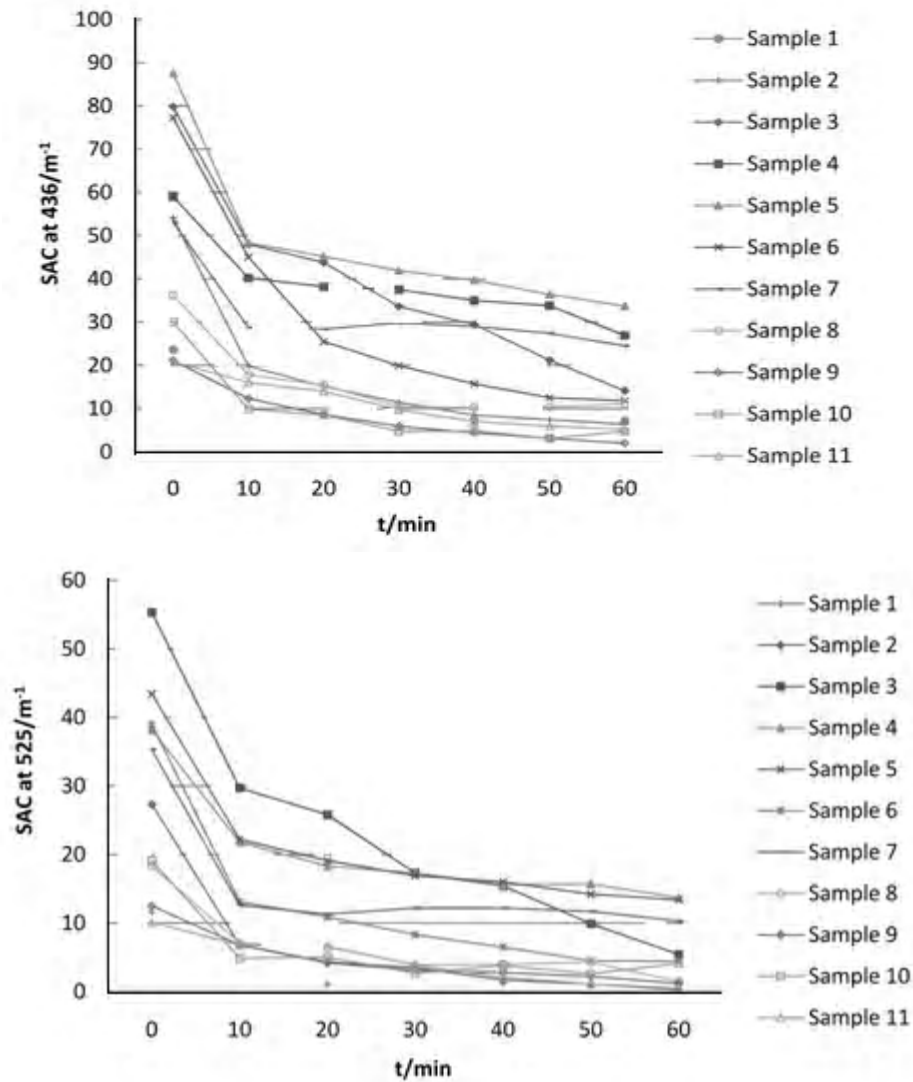 100
90
80
70
60
50
40
30
20
10
0
SAC at 436/m⁻¹
0 10 20 30 40 50 60
t/min
Sample 1
Sample 2
Sample 3
Sample 4
Sample 5
Sample 6
Sample 7
Sample 8
Sample 9
Sample 10
Sample 11
60
50
40
30
20
10
0
SAC at 525/m⁻¹
0 10 20 30 40 50 60
t/min
Sample 1
Sample 2
Sample 3
Sample 4
Sample 5
Sample 6
Sample 7
Sample 8
Sample 9
Sample 10
Sample 11